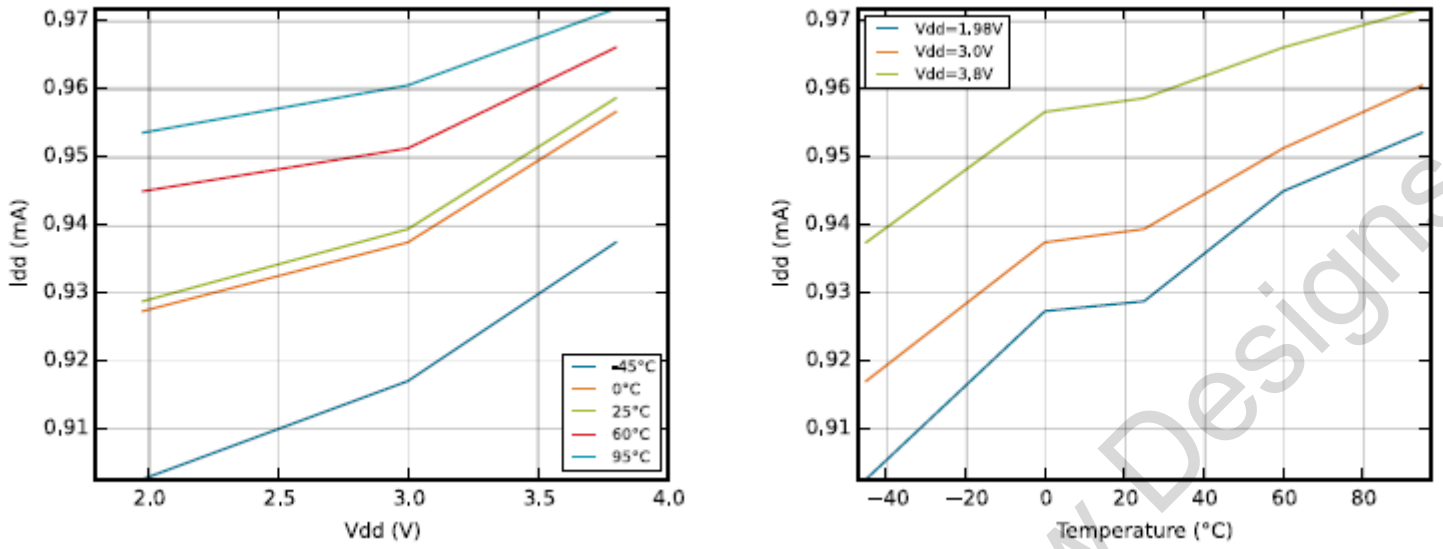 0.97
0.96
0.95
0.94
0.93
0.92
0.91
Idd (mA)
2.0 2.5 3.0 3.5 4.0
Vdd (V)
-45°C
0°C
25°C
60°C
95°C
0.97
0.96
0.95
0.94
0.93
0.92
0.91
Idd (mA)
−40 −20 0 20 40 60 80
Temperature (°C)
Vdd=1.98V
Vdd=3.0V
Vdd=3.8V
Designs